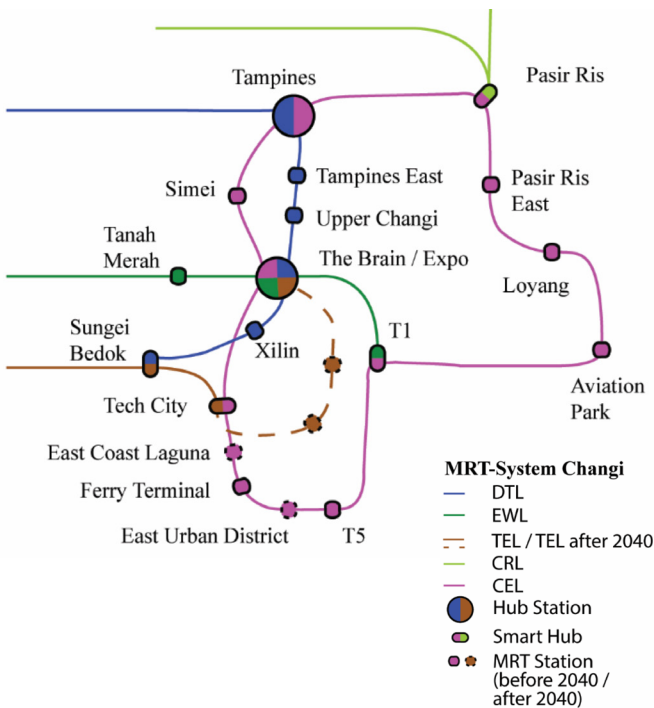 Tampines
Pasir Ris
Tampines East
Simei
Upper Changi
Pasir Ris
East
Tanah
Merah
The Brain / Expo
Loyang
T1
Sungei
Bedok
Xilin
Tech City
Aviation
Park
East Coast Laguna
Ferry Terminal
East Urban District
T5
MRT-System Changi
DTL
EWL
TEL / TEL after 2040
CRL
CEL
Hub Station
Smart Hub
MRT Station
(before 2040 /
after 2040)